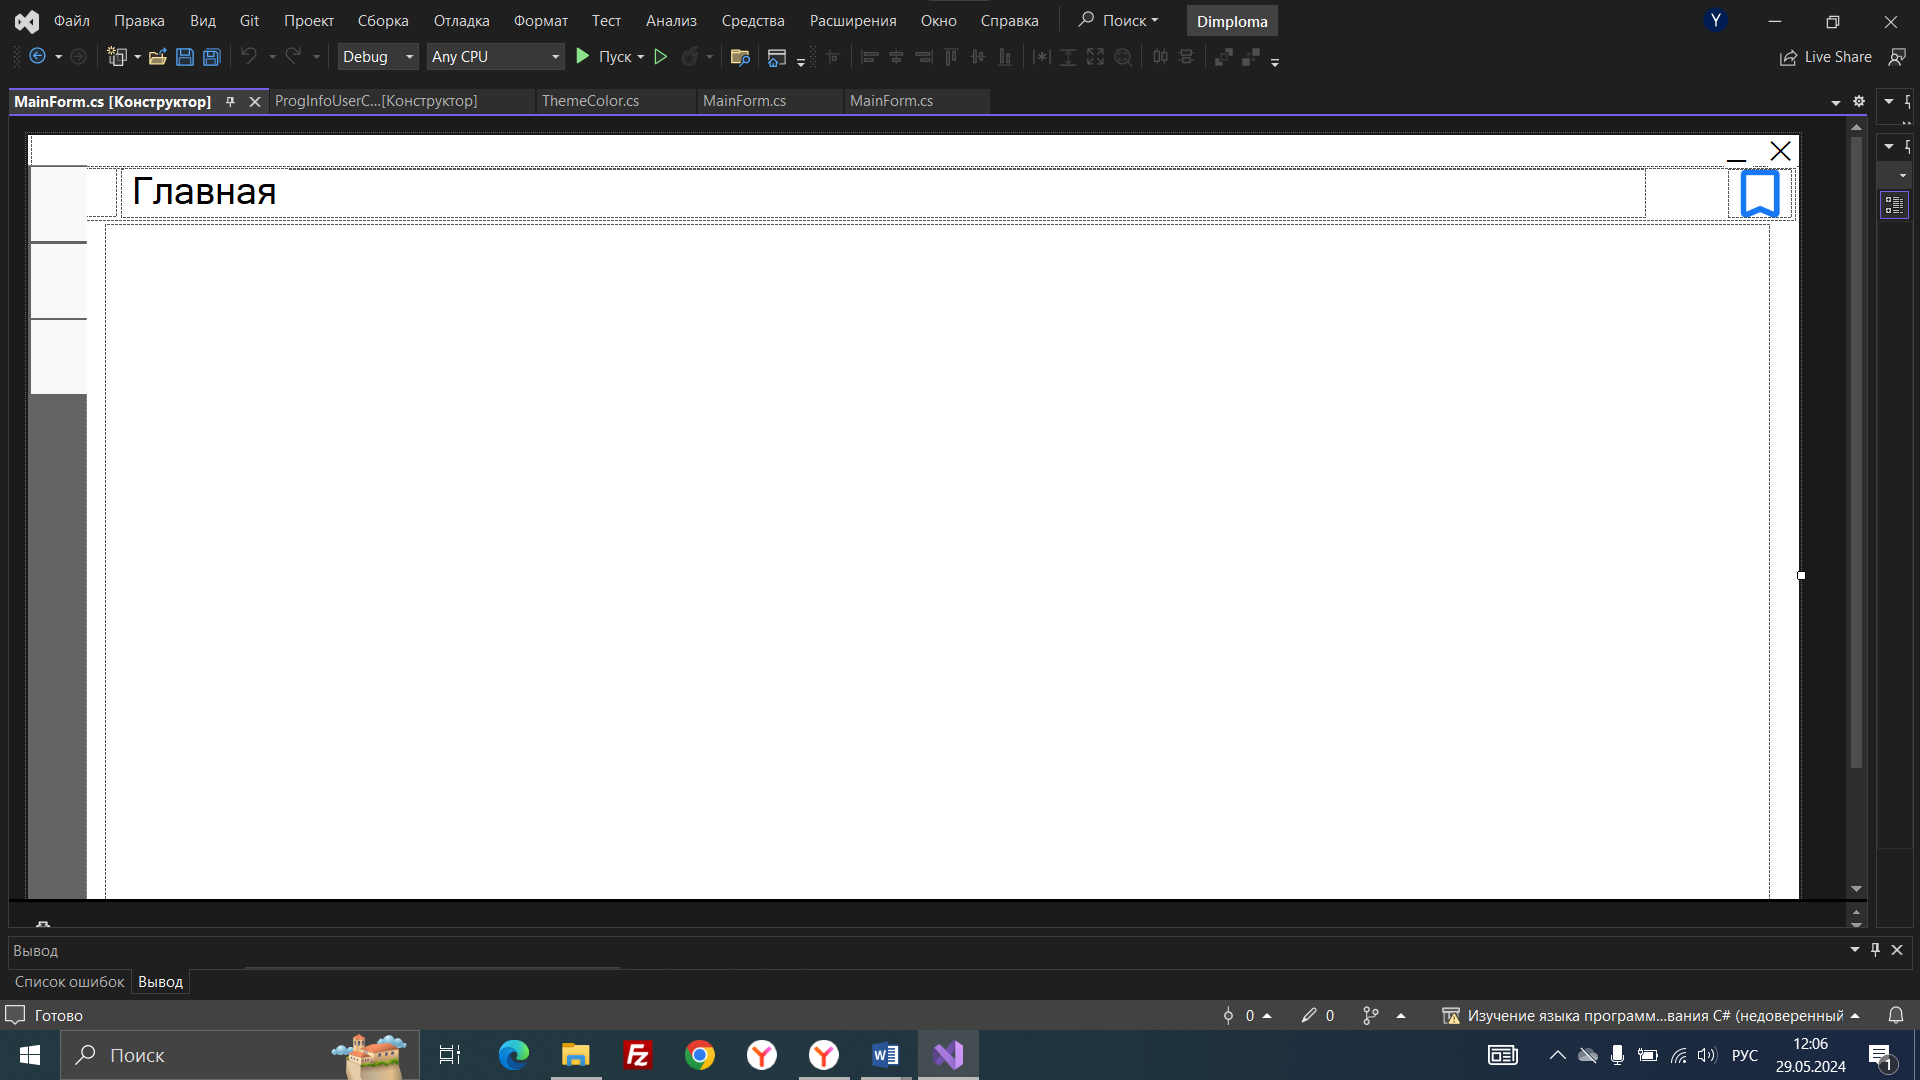 Файл Правка Вид Git Проект Сборка Отладка Формат Тест Анализ Средства Расширения Окно Справка Поиск Dimploma Y
Debug Any CPU Пуск Live Share
MainForm.cs [Конструктор] ProgInfoUserC...[Конструктор] ThemeColor.cs MainForm.cs MainForm.cs
Главная
Вывод
Список ошибок Вывод
Готово 0 0 Изучение языка программ...вания C# (недоверенный
Поиск РУС 12:06
29.05.2024 1